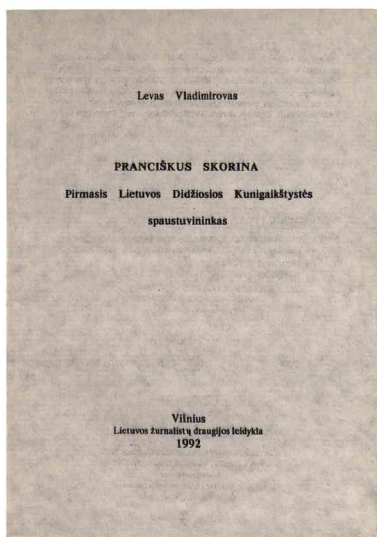 Levas Vladimirovas
PRANCIŠKUS SKORINA
Pirmasis Lietuvos Didžiosios Kunigaikštystės
spaustuvininkas
Vilnius
Lietuvos žurnalistų draugijos leidykla
1992